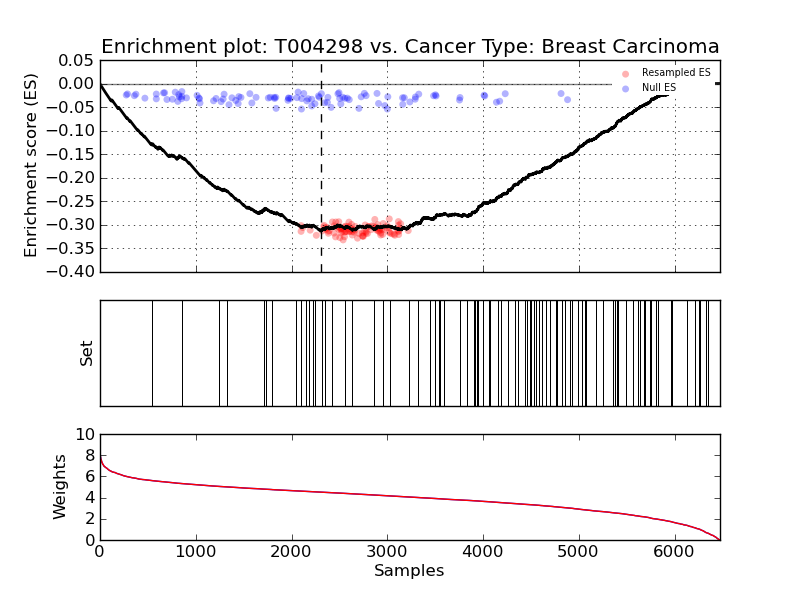 Enrichment plot: T004298 vs. Cancer Type: Breast Carcinoma
0.05
0.00
−0.05
−0.10
−0.15
−0.20
−0.25
−0.30
−0.35
−0.40
Enrichment score (ES)
Resampled ES
Null ES
Set
10
8
6
4
2
0
Weights
0 1000 2000 3000 4000 5000 6000
Samples